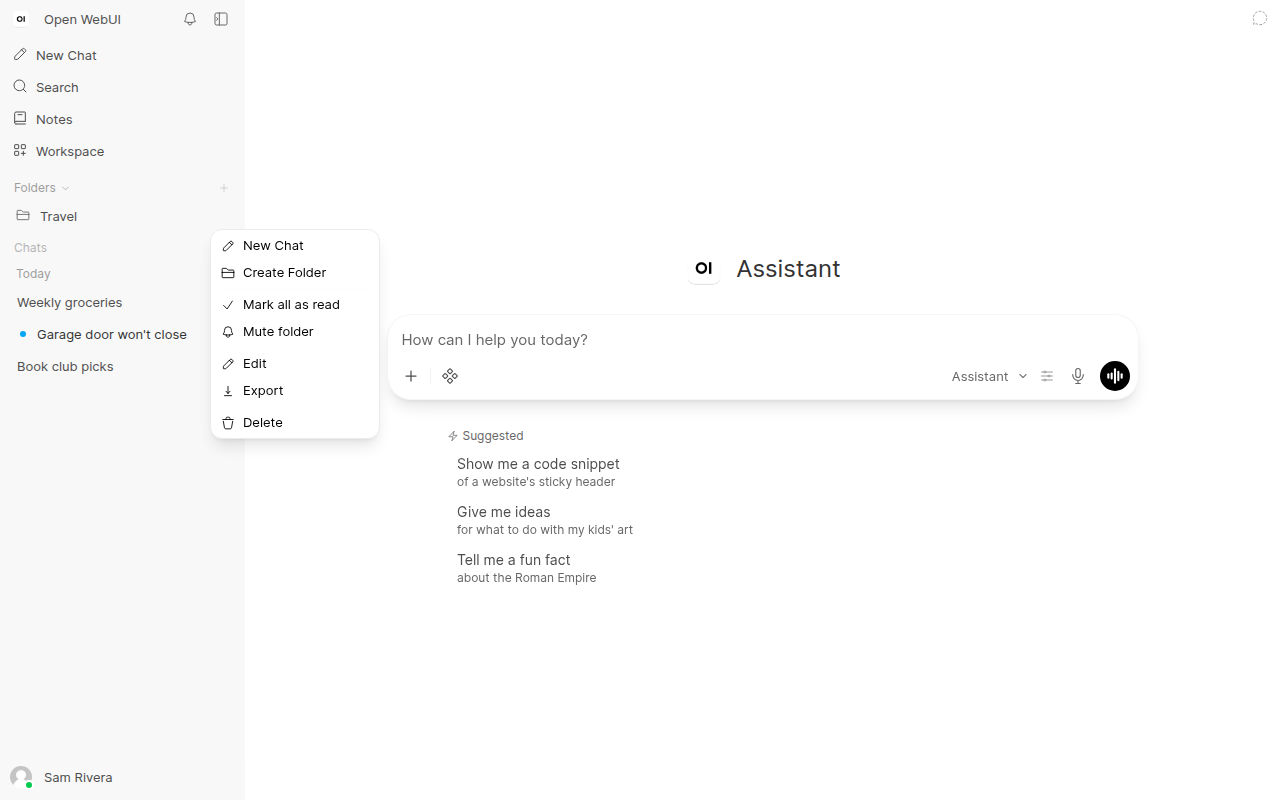 OI Open WebUI
New Chat
Search
Notes
Workspace
Folders
Travel
Chats
Today
Weekly groceries
Garage door won't close
Book club picks
Sam Rivera
New Chat
Create Folder
Mark all as read
Mute folder
Edit
Export
Delete
OI Assistant
How can I help you today?
Assistant
Suggested
Show me a code snippet
of a website's sticky header
Give me ideas
for what to do with my kids' art
Tell me a fun fact
about the Roman Empire